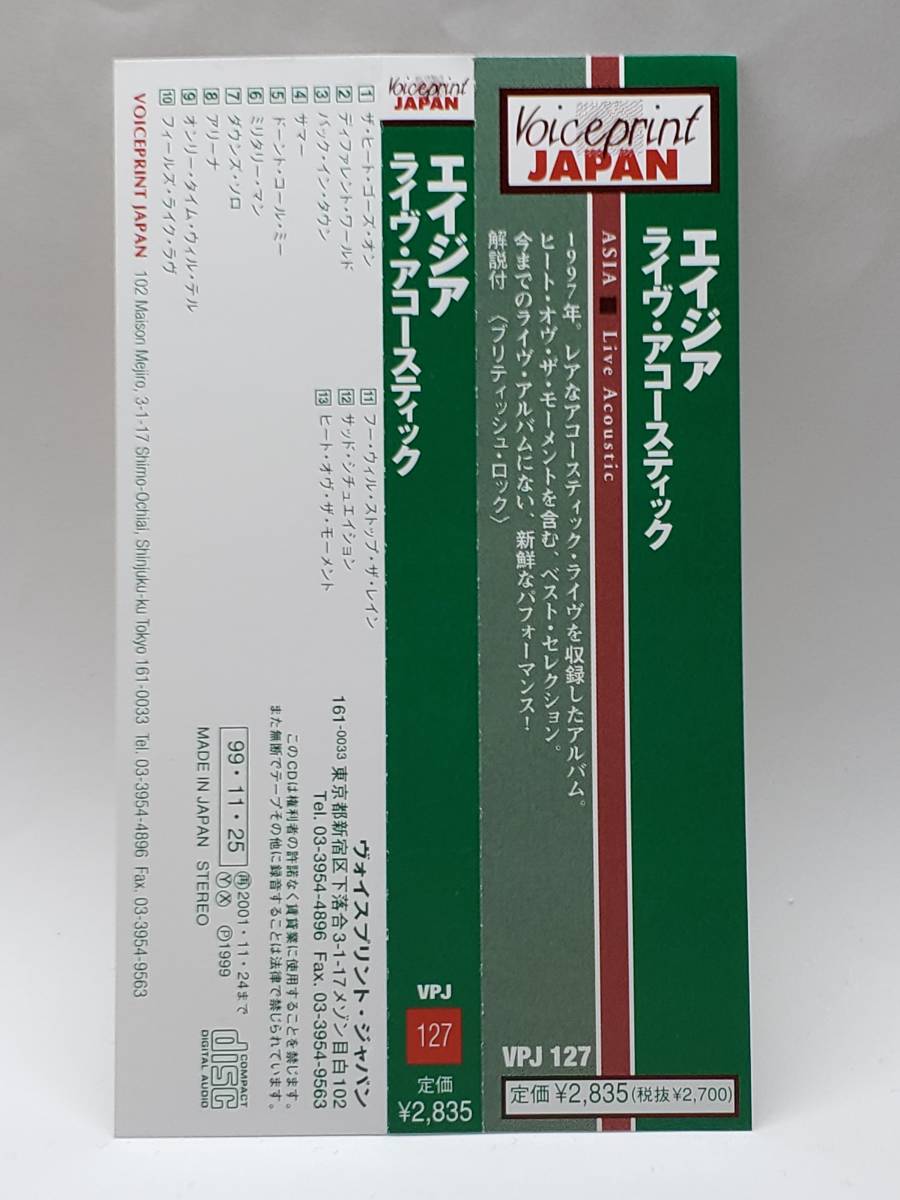 Voiceprint
JAPAN
エイジア
ライヴ・アコースティック
ASIA ■ Live Acoustic
1997年。レアなアコースティック・ライヴを収録したアルバム。
ヒート・オヴ・ザ・モーメントを含む、ベスト・セレクション。
今までのライヴ・アルバムにない、新鮮なパフォーマンス!
解説付 〈ブリティッシュ・ロック〉
VPJ 127
定価¥2,835(税抜¥2,700)
Voiceprint
JAPAN
エイジア
ライヴ・アコースティック
VPJ
127
定価
¥2,835
1 ザ・ヒート・ゴーズ・オン
2 ディファレント・ワールド
3 バック・イン・タウン
4 サマー
5 ドーント・コール・ミー
6 ミリタリー・マン
7 ダウンズ・ソロ
8 アリーナ
9 オンリー・タイム・ウィル・テル
10 フィールズ・ライク・ラヴ
11 フー・ウィル・ストップ・ザ・レイン
12 サッド・シチュエイション
13 ヒート・オヴ・ザ・モーメント
ヴォイスプリント・ジャパン
161-0033 東京都新宿区下落合3-1-17メゾン目白102
Tel. 03-3954-4896 Fax. 03-3954-9563
このCDは権利者の許諾なく賃貸業に使用することを禁じます。
また無断でテープその他に録音することは法律で禁じられています。
99・11・25
再2001・11・24まで
Ⓨ Ⓧ Ⓟ1999
MADE IN JAPAN STEREO
COMPACT
disc
DIGITAL AUDIO
VOICEPRINT JAPAN 102 Maison Mejiro, 3-1-17 Shimo-Ochiai, Shinjuku-ku Tokyo 161-0033 Tel. 03-3954-4896 Fax. 03-3954-9563